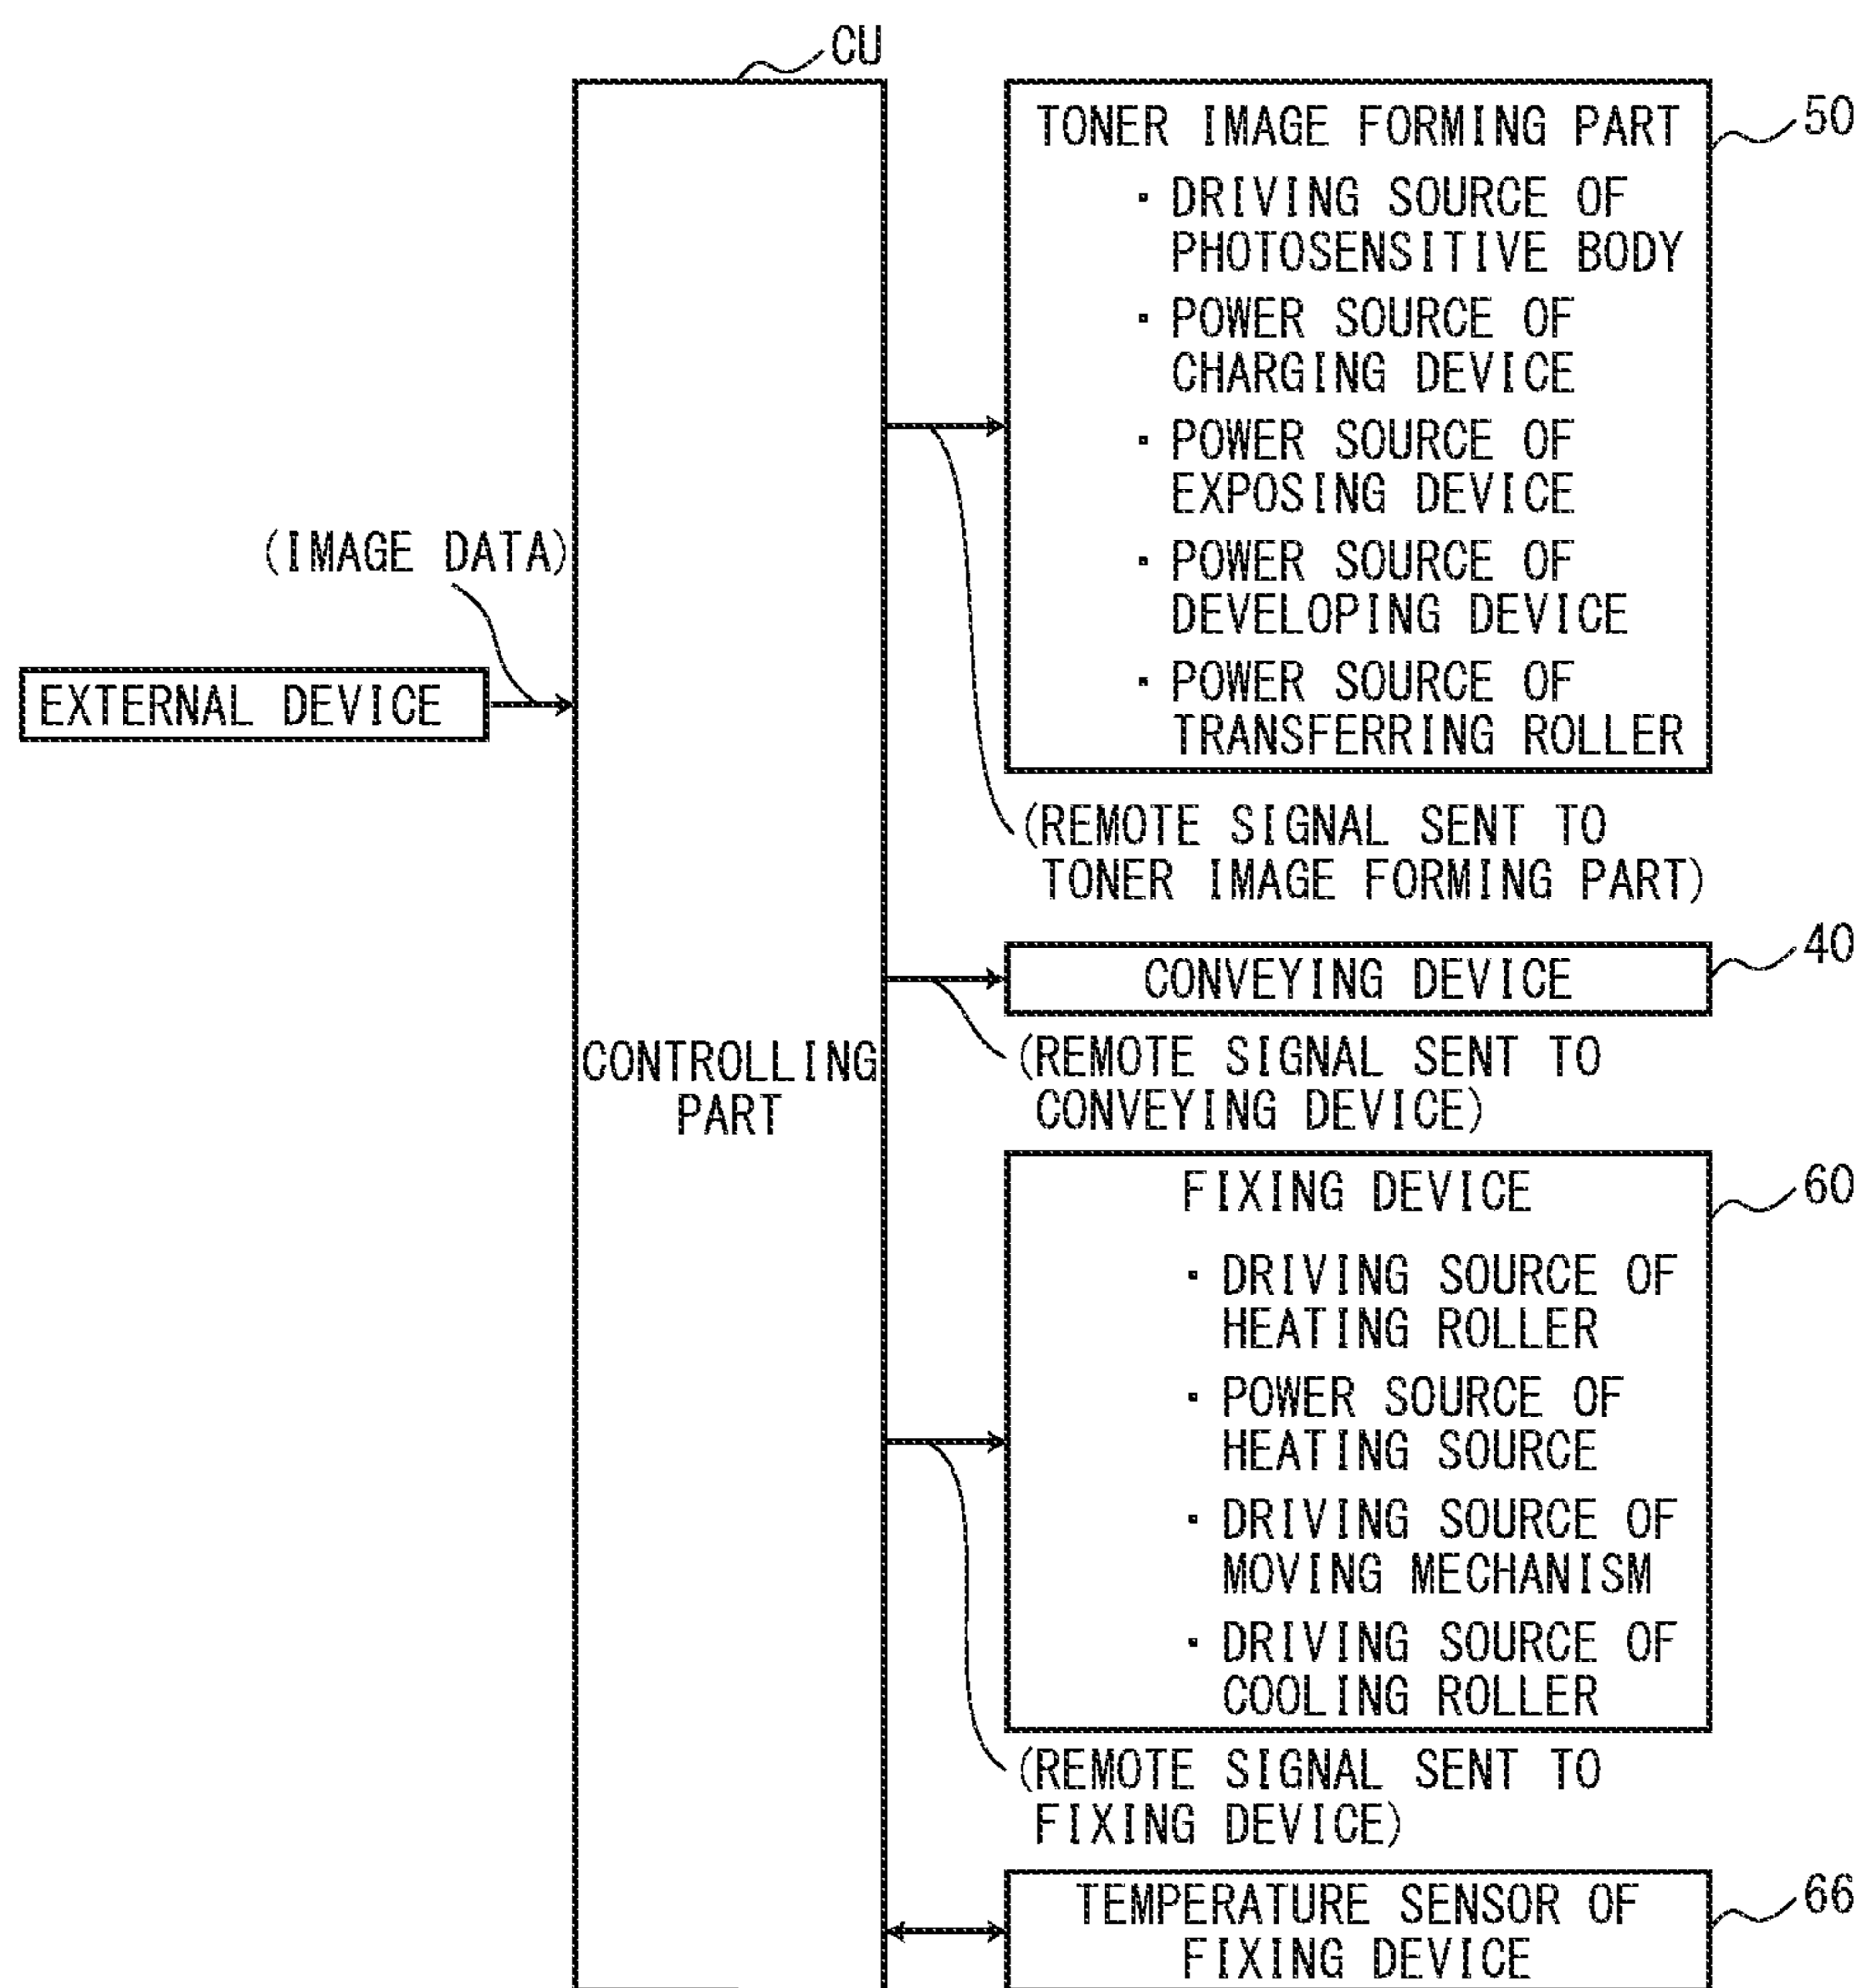 CU
TONER IMAGE FORMING PART
50
・DRIVING SOURCE OF
PHOTOSENSITIVE BODY
・POWER SOURCE OF
CHARGING DEVICE
・POWER SOURCE OF
EXPOSING DEVICE
・POWER SOURCE OF
DEVELOPING DEVICE
・POWER SOURCE OF
TRANSFERRING ROLLER
(IMAGE DATA)
EXTERNAL DEVICE
(REMOTE SIGNAL SENT TO
TONER IMAGE FORMING PART)
CONVEYING DEVICE
40
(REMOTE SIGNAL SENT TO
CONVEYING DEVICE)
CONTROLLING
PART
FIXING DEVICE
60
・DRIVING SOURCE OF
HEATING ROLLER
・POWER SOURCE OF
HEATING SOURCE
・DRIVING SOURCE OF
MOVING MECHANISM
・DRIVING SOURCE OF
COOLING ROLLER
(REMOTE SIGNAL SENT TO
FIXING DEVICE)
TEMPERATURE SENSOR OF
FIXING DEVICE
66